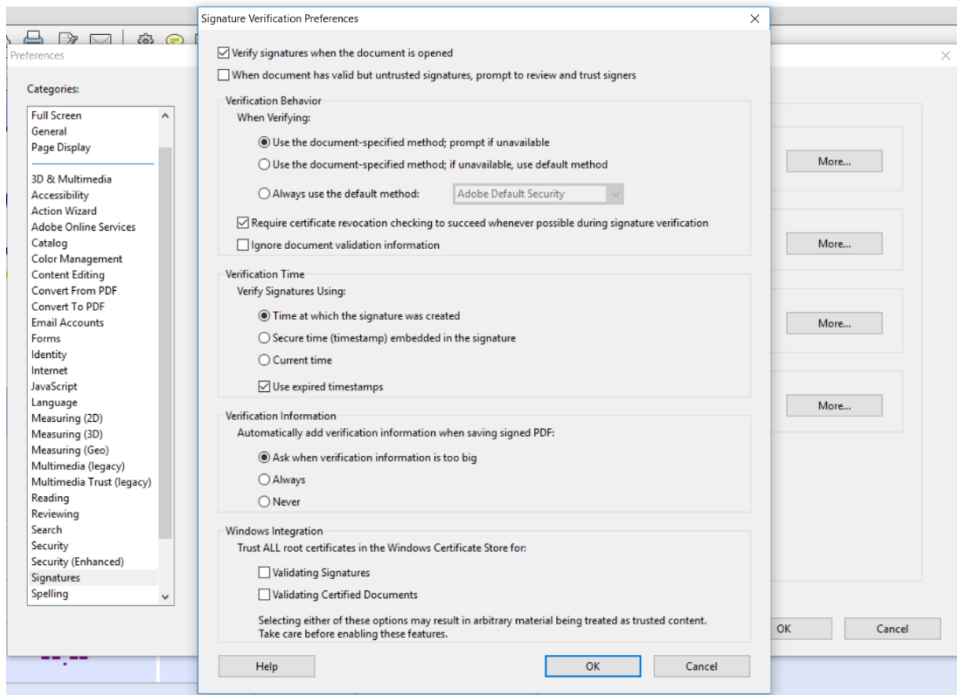 Signature Verification Preferences
Verify signatures when the document is opened
When document has valid but untrusted signatures, prompt to review and trust signers
Verification Behavior
When Verifying:
Use the document-specified method; prompt if unavailable
Use the document-specified method; if unavailable, use default method
Always use the default method: Adobe Default Security
Require certificate revocation checking to succeed whenever possible during signature verification
Ignore document validation information
Verification Time
Verify Signatures Using:
Time at which the signature was created
Secure time (timestamp) embedded in the signature
Current time
Use expired timestamps
Verification Information
Automatically add verification information when saving signed PDF:
Ask when verification information is too big
Always
Never
Windows Integration
Trust ALL root certificates in the Windows Certificate Store for:
Validating Signatures
Validating Certified Documents
Selecting either of these options may result in arbitrary material being treated as trusted content.
Take care before enabling these features.
Help OK Cancel
Preferences
Categories:
Full Screen
General
Page Display
3D & Multimedia
Accessibility
Action Wizard
Adobe Online Services
Catalog
Color Management
Content Editing
Convert From PDF
Convert To PDF
Email Accounts
Forms
Identity
Internet
JavaScript
Language
Measuring (2D)
Measuring (3D)
Measuring (Geo)
Multimedia (legacy)
Multimedia Trust (legacy)
Reading
Reviewing
Search
Security
Security (Enhanced)
Signatures
Spelling
More...
More...
More...
More...
OK Cancel